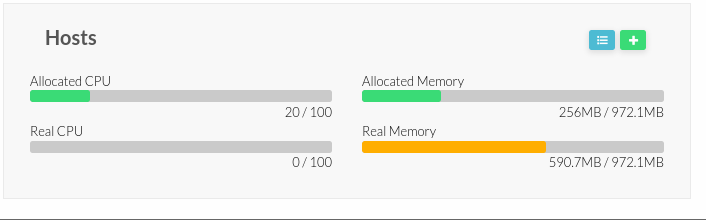 Hosts
Allocated CPU
20 / 100
Allocated Memory
256MB / 972.1MB
Real CPU
0 / 100
Real Memory
590.7MB / 972.1MB